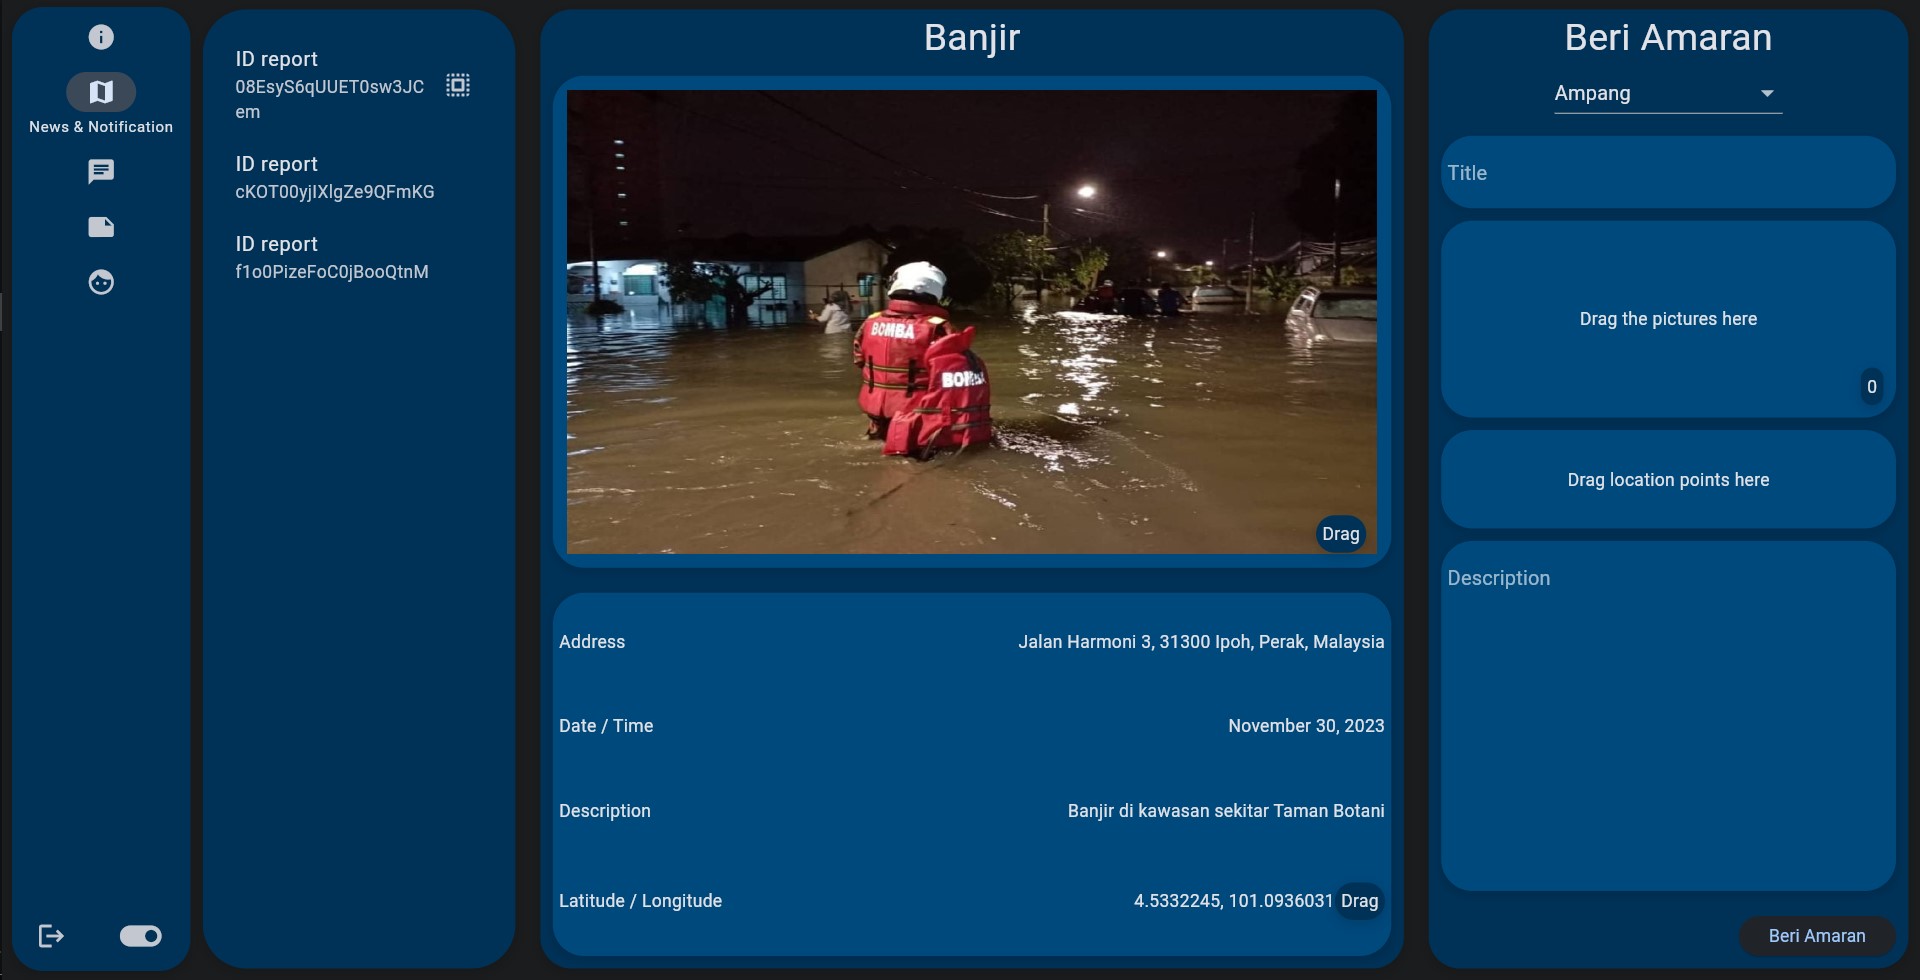 News & Notification
ID report
08EsyS6qUUET0sw3JC
em
ID report
cKOT00yjIXlgZe9QFmKG
ID report
f1o0PizeFoC0jBooQtnM
Banjir
BOMBA
BOMBA
Drag
Address
Jalan Harmoni 3, 31300 Ipoh, Perak, Malaysia
Date / Time
November 30, 2023
Description
Banjir di kawasan sekitar Taman Botani
Latitude / Longitude
4.5332245, 101.0936031 Drag
Beri Amaran
Ampang
Title
Drag the pictures here
0
Drag location points here
Description
Beri Amaran